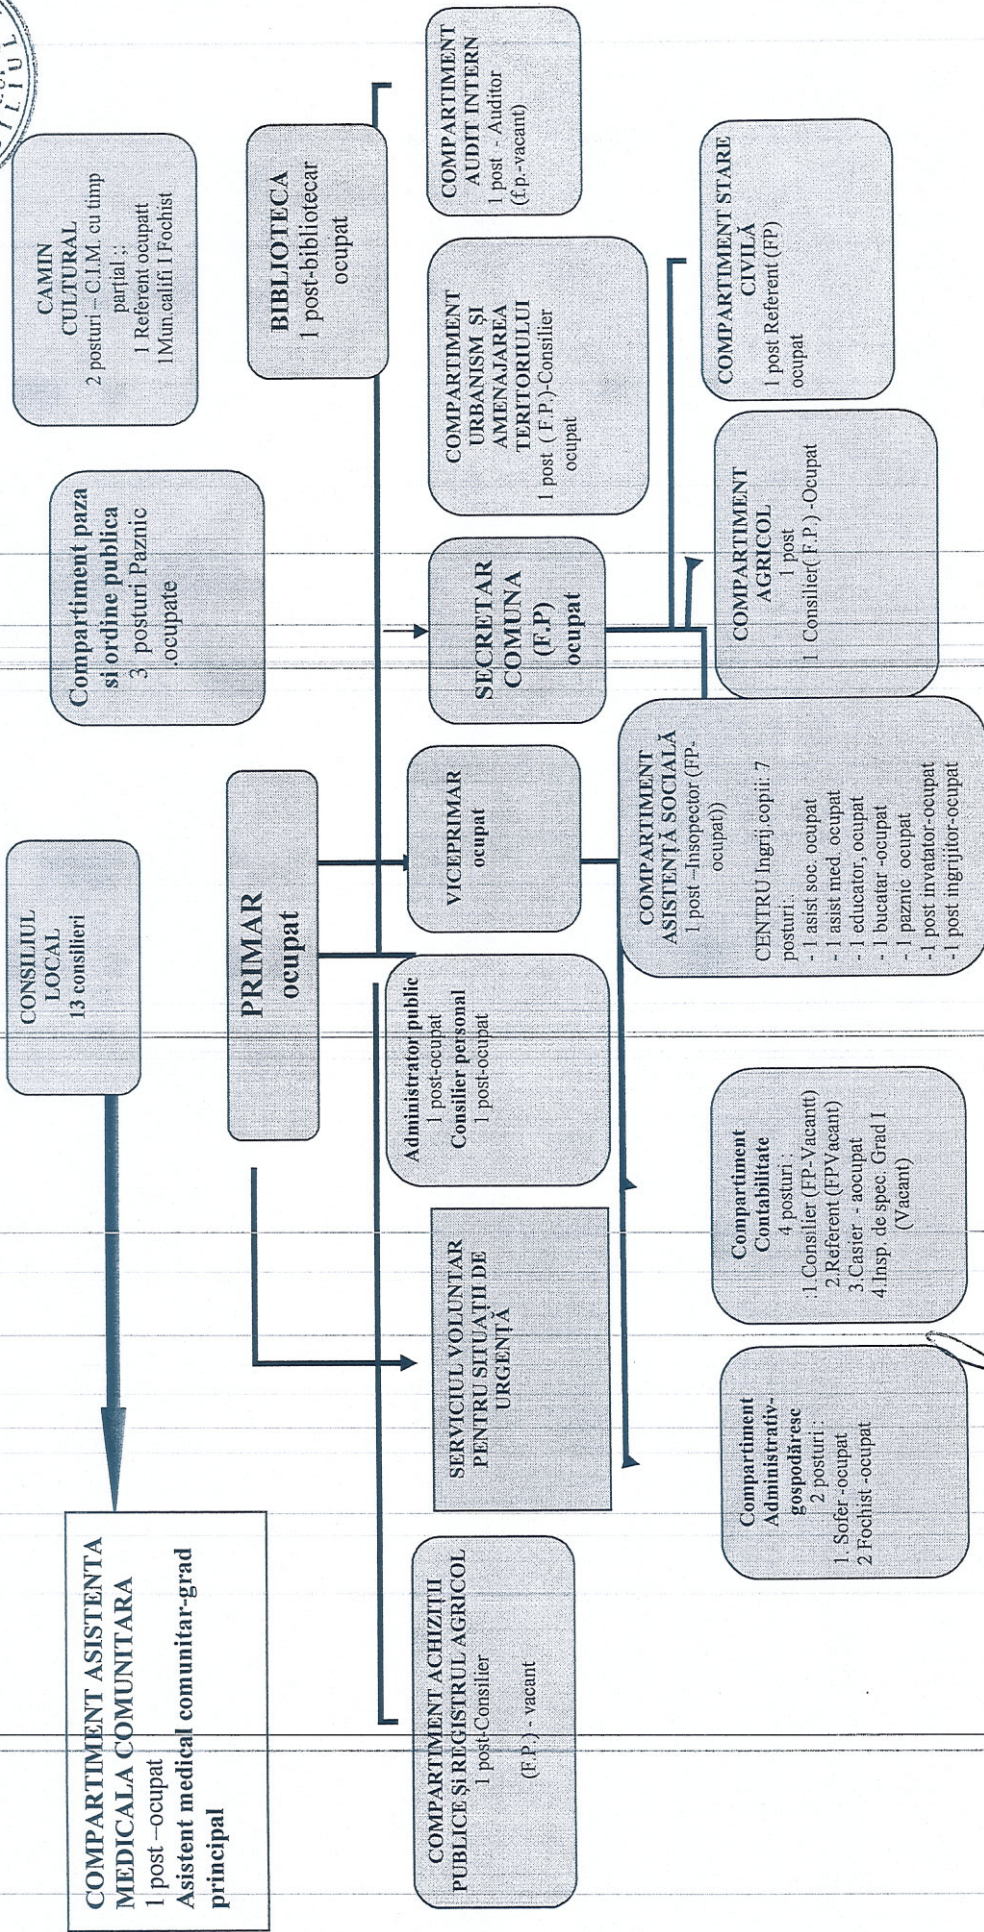 CONSILIUL
LOCAL
13 consilieri
COMPARTIMENT ASISTENTA
MEDICALA COMUNITARA
1 post –ocupat
Asistent medical comunitar-grad
principal
Compartiment paza
si ordine publica
3 posturi Paznic
.ocupate
CAMIN
CULTURAL
2 posturi – C.I.M. cu timp
parțial ;:
1 Referent ocupatt
1Mun.califi I Fochist
PRIMAR
ocupat
BIBLIOTECA
1 post-bibliotecar
ocupat
COMPARTIMENT ACHIZIȚII
PUBLICE ȘI REGISTRUL AGRICOL
1 post-Consilier
(F.P.) - vacant
SERVICIUL VOLUNTAR
PENTRU SITUAȚII DE
URGENȚĂ
Administrator public
1 post-ocupat
Consilier personal
1 post-ocupat
VICEPRIMAR
ocupat
SECRETAR
COMUNA
(F.P)
ocupat
COMPARTIMENT
URBANISM ȘI
AMENAJAREA
TERITORIULUI
1 post ( F.P.)-Consilier
ocupat
COMPARTIMENT
AUDIT INTERN
1 post - Auditor
(f.p.-vacant)
Compartiment
Administrativ-
gospodăresc
2 posturi :
1. Sofer -ocupat
2 Fochist -ocupat
Compartiment
Contabilitate
4 posturi :
:1.Consilier (FP-Vacantt)
2.Referent (FPVacant)
3.Casier - aocupat
4.Insp. de spec. Grad I
(Vacant)
COMPARTIMENT
ASISTENȚĂ SOCIALĂ
1 post –Insopector (FP-
ocupat))
CENTRU Ingrij.copii: 7
posturi:.
- 1 asist soc. ocupat
- 1 asist med. ocupat
- 1 educator, ocupat
- 1 bucatar -ocupat
- 1 paznic ocupat
-1 post invatator-ocupat
-1 post ingrijitor-ocupat
COMPARTIMENT
AGRICOL
1 post
1 Consilier( F.P.) -Ocupat
COMPARTIMENT STARE
CIVILĂ
1 post Referent (FP)
ocupat